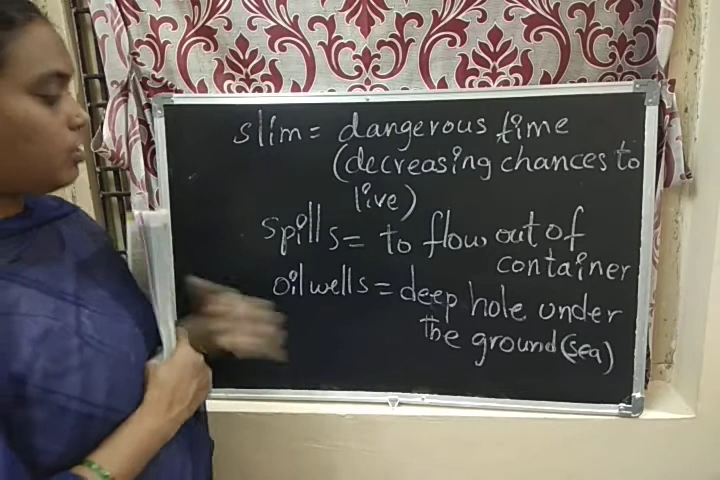 slim = dangerous time
(decreasing chances to
live)
spills = to flow out of
container
oil wells = deep hole under
the ground (sea)